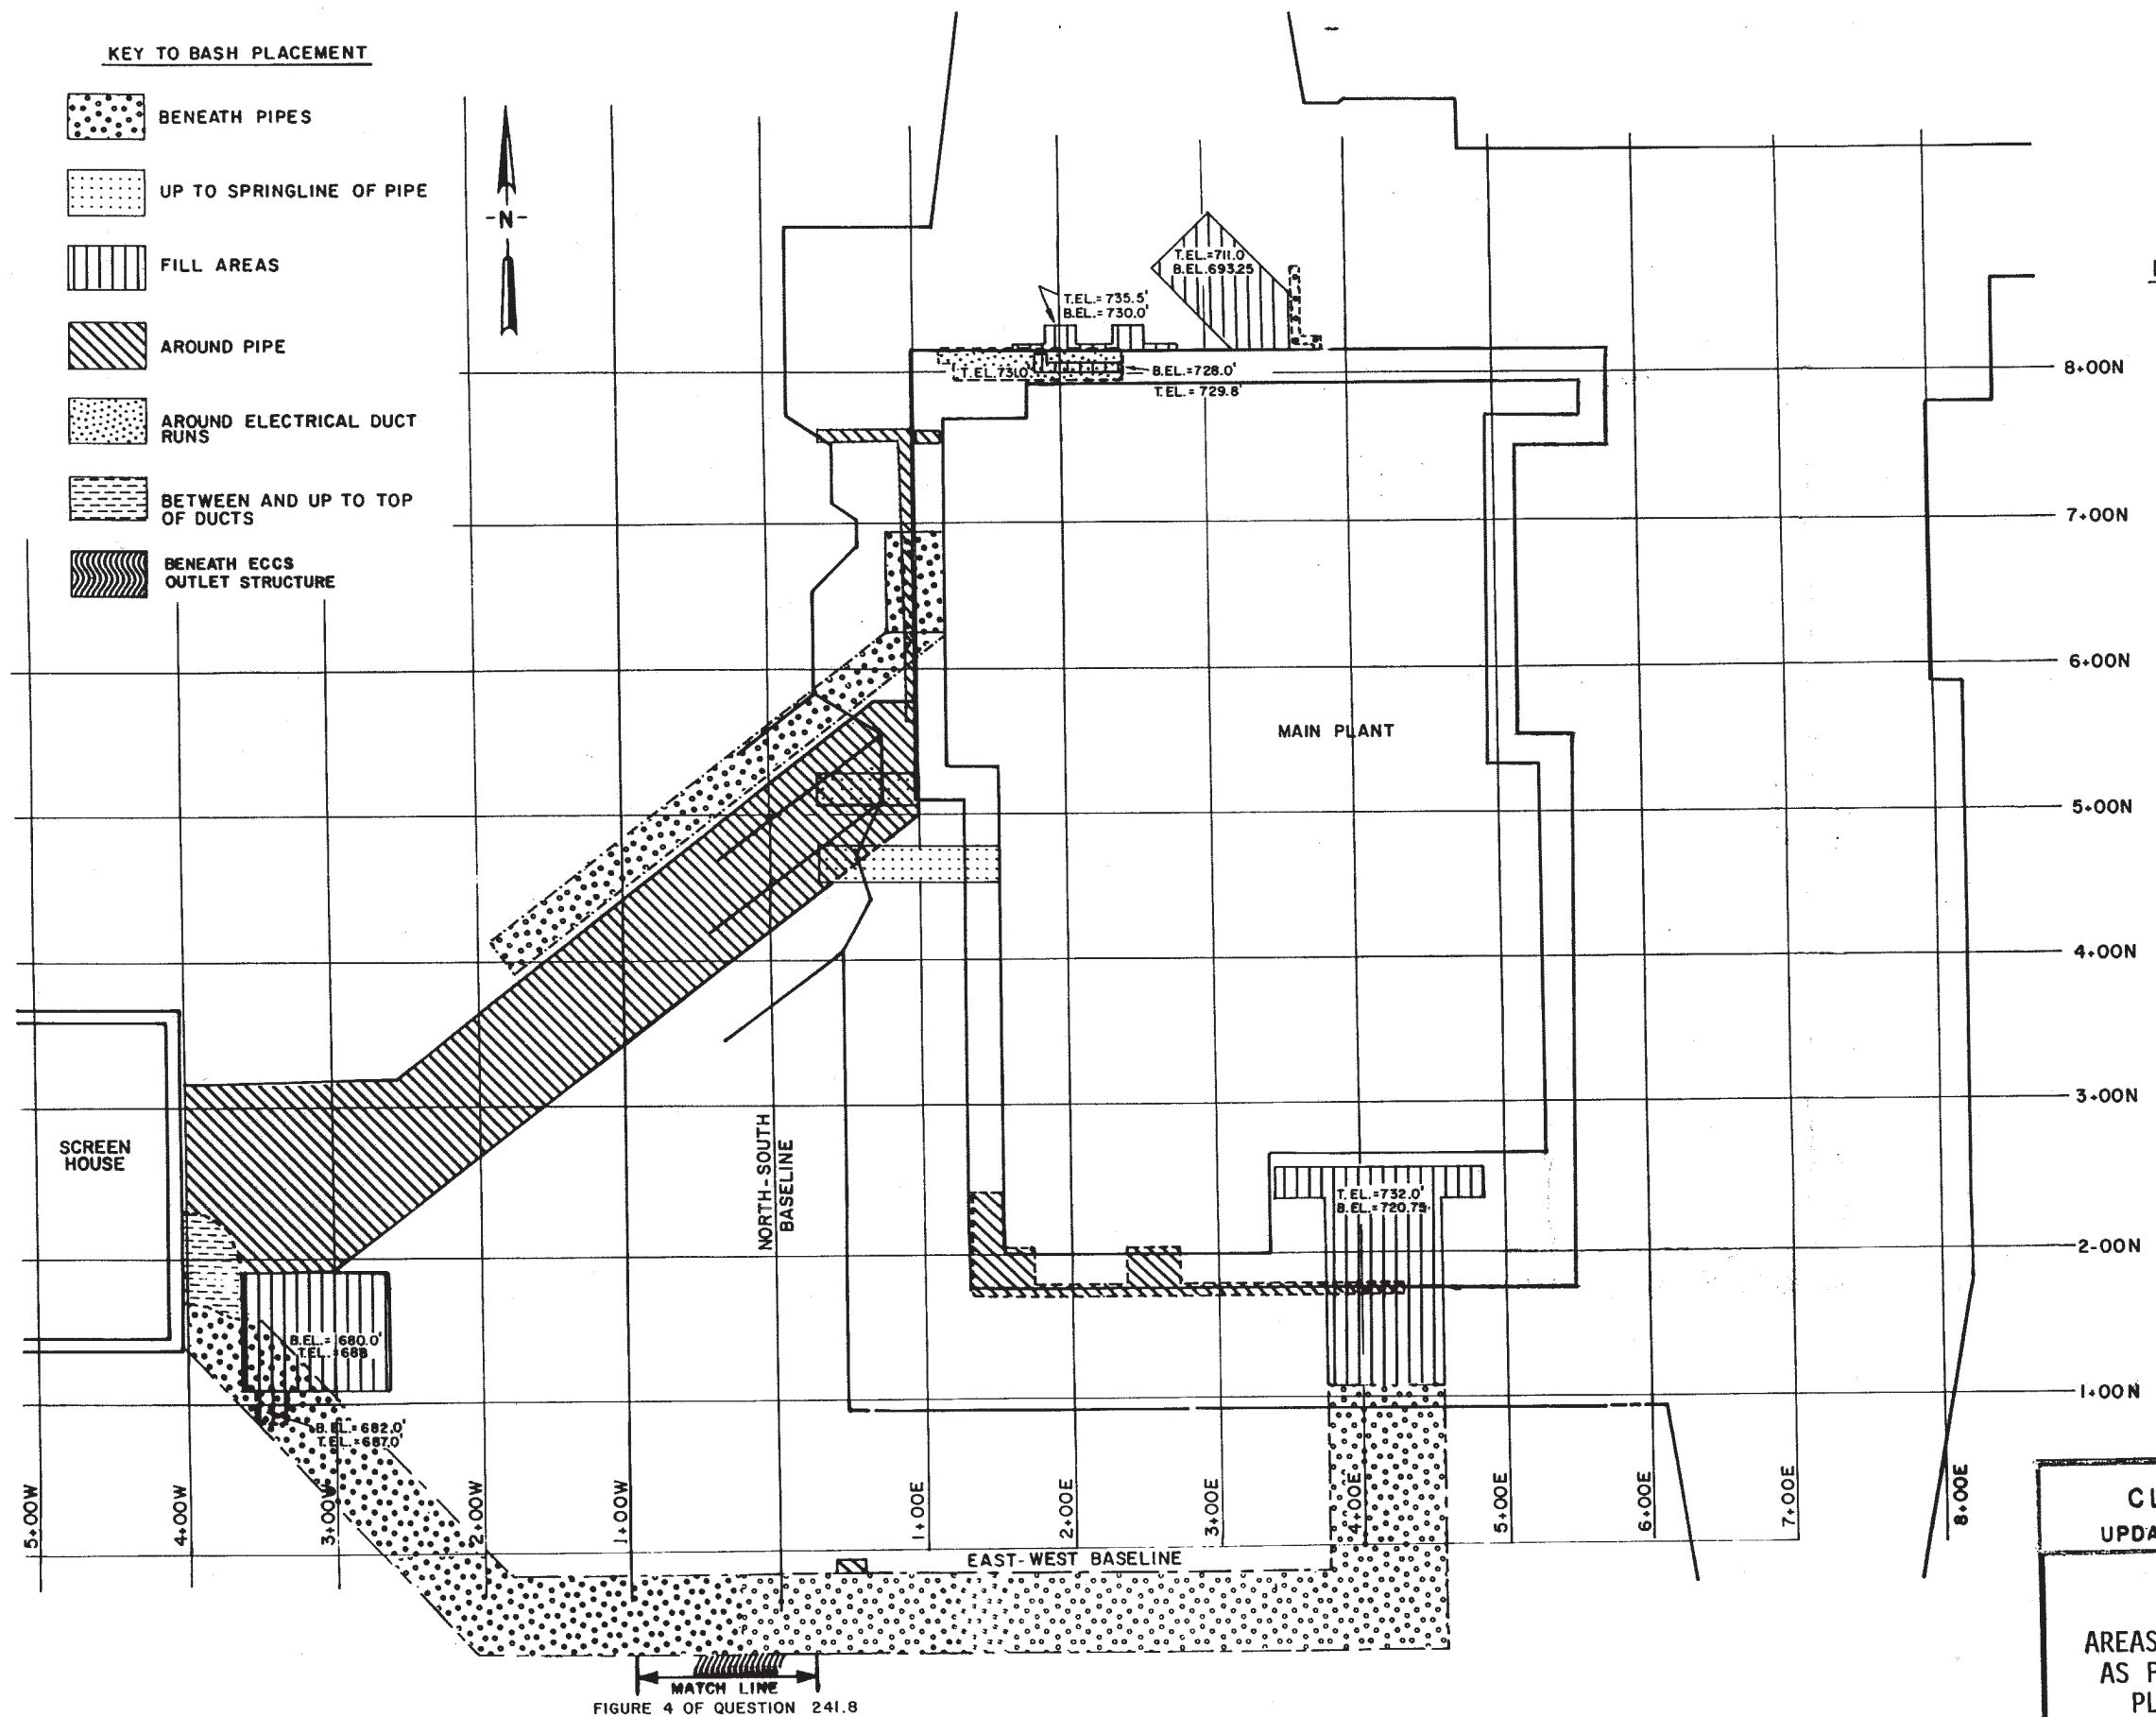 KEY TO BASH PLACEMENT
BENEATH PIPES
UP TO SPRINGLINE OF PIPE
FILL AREAS
AROUND PIPE
AROUND ELECTRICAL DUCT
RUNS
BETWEEN AND UP TO TOP
OF DUCTS
BENEATH ECCS
OUTLET STRUCTURE
-N-
T.EL.=711.0'
B.EL.693.25
T.EL.= 735.5'
B.EL.= 730.0'
T.EL.731.0
B.EL.=728.0'
T.EL.= 729.8'
8+00N
7+00N
6+00N
MAIN PLANT
5+00N
4+00N
3+00N
SCREEN
HOUSE
NORTH-SOUTH
BASELINE
T.EL.=732.0'
B.EL.=720.75'
2-00N
B.EL.= 680.0'
T.EL.=688
1+00N
B.EL.=682.0'
T.EL.=687.0'
5+00W
4+00W
3+00W
2+00W
1+00W
1+00E
2+00E
3+00E
4+00E
5+00E
6+00E
7+00E
8+00E
EAST-WEST BASELINE
MATCH LINE
FIGURE 4 OF QUESTION 241.8
CL
UPDA
AREAS
AS P
PL